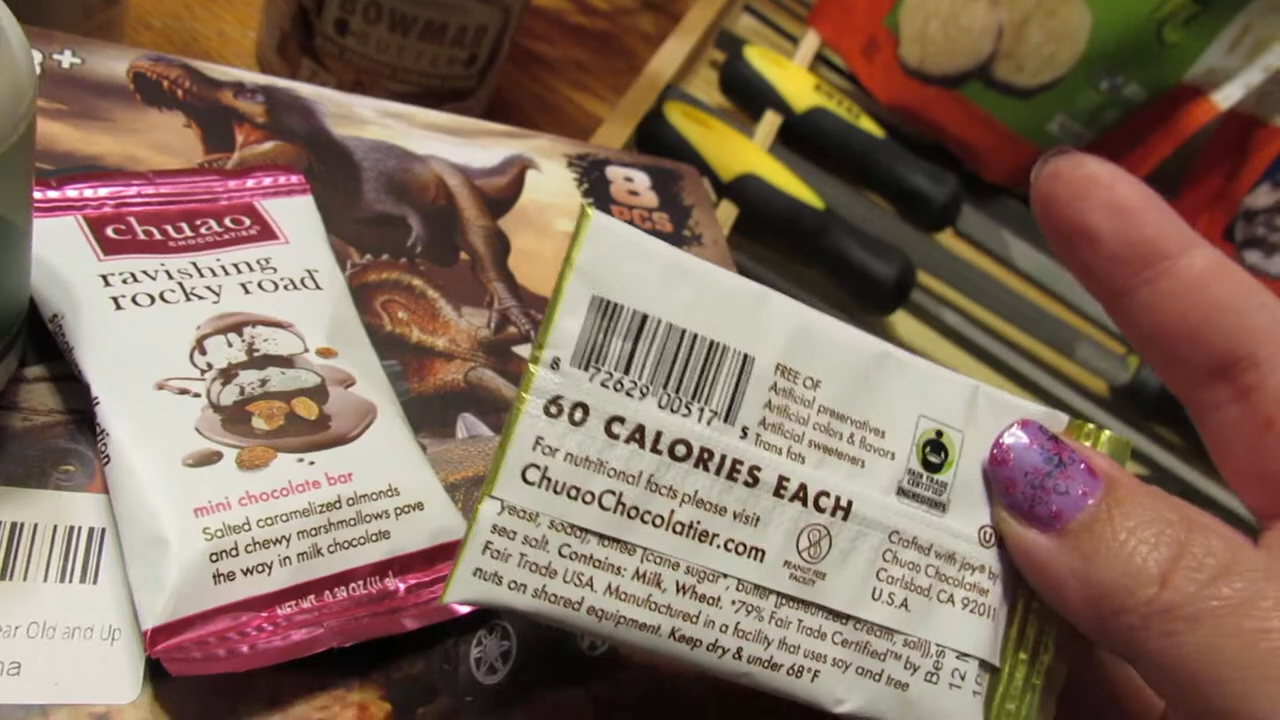 3+
BOWMAR
BUTTER
8
PCS
chuao
CHOCOLATIER
ravishing
rocky road
mini chocolate bar
Salted caramelized almonds
and chewy marshmallows pave
the way in milk chocolate
NET WT. 0.39 OZ (11 g)
ear Old and Up
na
8 72629 00517 5
FREE OF
Artificial preservatives
Artificial colors & flavors
Artificial sweeteners
Trans fats
60 CALORIES EACH
For nutritional facts please visit
ChuaoChocolatier.com
FAIR TRADE
CERTIFIED
INGREDIENTS
PEANUT FREE
FACILITY
U
Crafted with joy® by
Chuao Chocolatier
Carlsbad, CA 92011
U.S.A.
yeast, soda), toffee [cane sugar*, butter [pasteurized cream, salt]),
sea salt. Contains: Milk, Wheat. *79% Fair Trade Certified™ by
Fair Trade USA. Manufactured in a facility that uses soy and tree
nuts on shared equipment. Keep dry & under 68°F
Bes
12